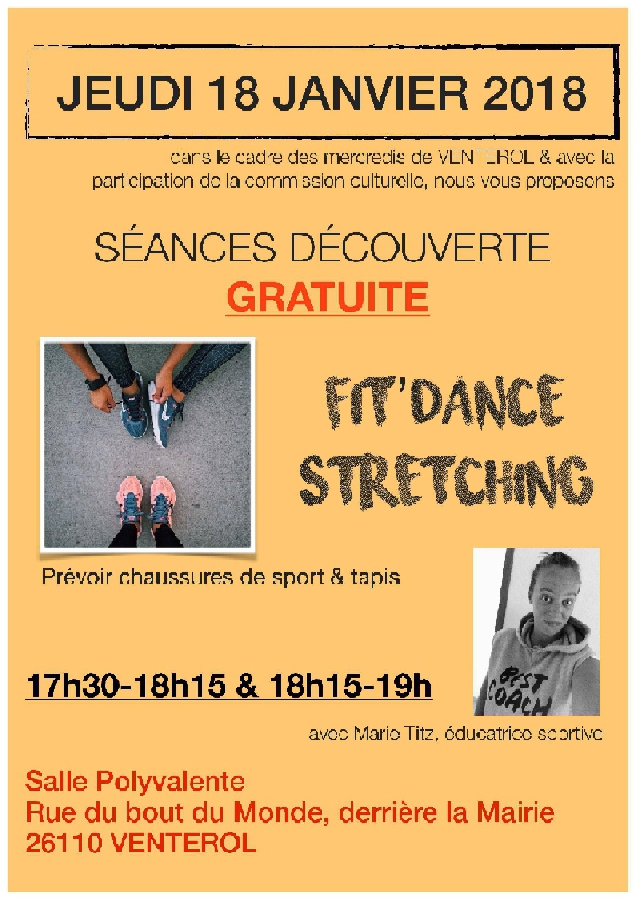 JEUDI 18 JANVIER 2018
dans le cadre des mercredis de VENTEROL & avec la
participation de la commission culturelle, nous vous proposons
SÉANCES DÉCOUVERTE
GRATUITE
FIT'DANCE
STRETCHING
Prévoir chaussures de sport & tapis
BEST
COACH
17h30-18h15 & 18h15-19h
avec Marie Titz, éducatrice sportive
Salle Polyvalente
Rue du bout du Monde, derrière la Mairie
26110 VENTEROL